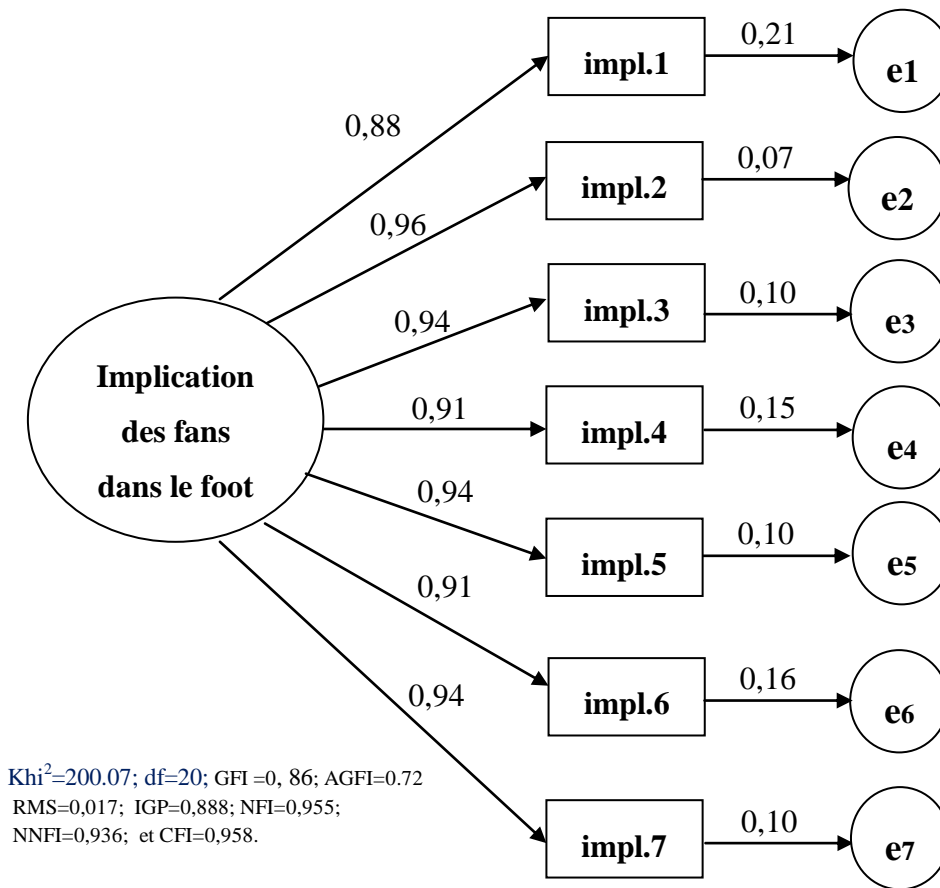 impl.1
0,21
e1
0,88
impl.2
0,07
e2
0,96
impl.3
0,10
e3
0,94
Implication
des fans
dans le foot
0,91
impl.4
0,15
e4
0,94
impl.5
0,10
e5
0,91
impl.6
0,16
e6
0,94
impl.7
0,10
e7
Khi²=200.07; df=20; GFI =0, 86; AGFI=0.72
RMS=0,017; IGP=0,888; NFI=0,955;
NNFI=0,936; et CFI=0,958.